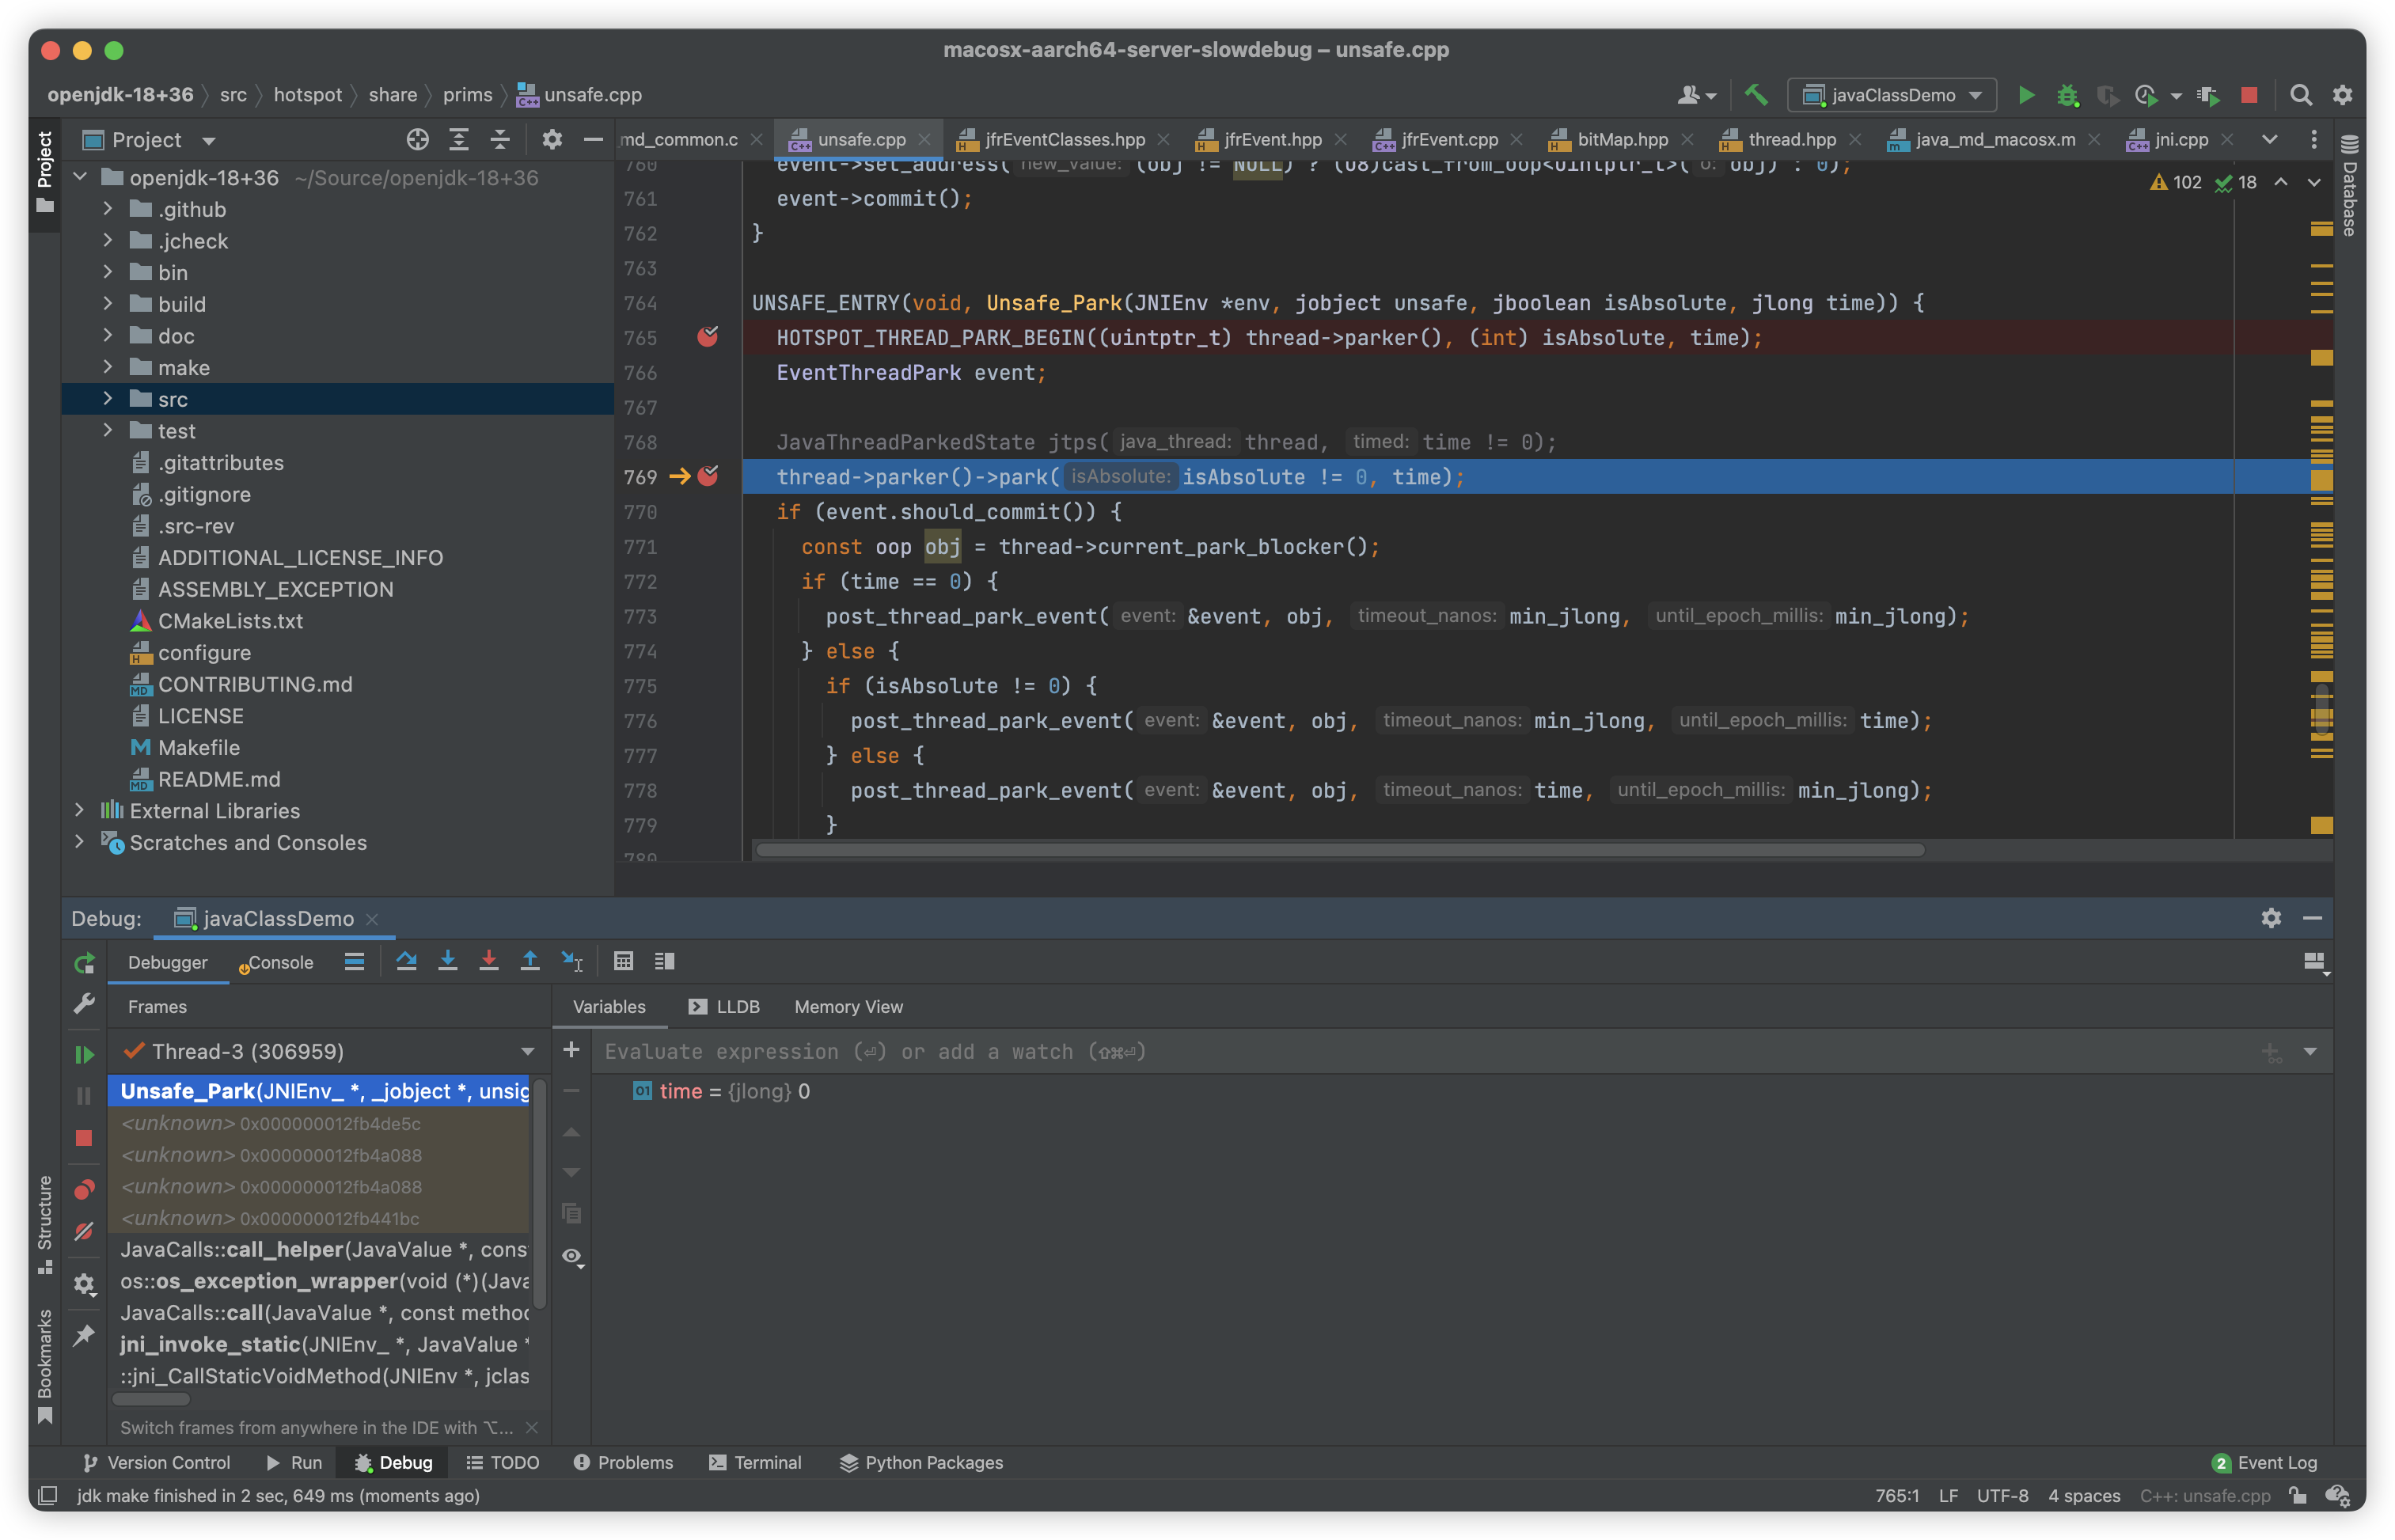 macosx-aarch64-server-slowdebug – unsafe.cpp
openjdk-18+36 〉 src 〉 hotspot 〉 share 〉 prims 〉 unsafe.cpp
javaClassDemo
Project
md_common.c unsafe.cpp jfrEventClasses.hpp jfrEvent.hpp jfrEvent.cpp bitMap.hpp thread.hpp java_md_macosx.m jni.cpp
Project
Database
102 18
openjdk-18+36 ~/Source/openjdk-18+36
.github
.jcheck
bin
build
doc
make
src
test
.gitattributes
.gitignore
.src-rev
ADDITIONAL_LICENSE_INFO
ASSEMBLY_EXCEPTION
CMakeLists.txt
configure
CONTRIBUTING.md
LICENSE
Makefile
README.md
External Libraries
Scratches and Consoles
760 event->set_address( new_value: (obj != NULL) ? (u8)cast_from_oop<uintptr_t>( o: obj) : 0);
761 event->commit();
762 }
763
764 UNSAFE_ENTRY(void, Unsafe_Park(JNIEnv *env, jobject unsafe, jboolean isAbsolute, jlong time)) {
765 HOTSPOT_THREAD_PARK_BEGIN((uintptr_t) thread->parker(), (int) isAbsolute, time);
766 EventThreadPark event;
767
768 JavaThreadParkedState jtps( java_thread: thread, timed: time != 0);
769 thread->parker()->park( isAbsolute: isAbsolute != 0, time);
770 if (event.should_commit()) {
771 const oop obj = thread->current_park_blocker();
772 if (time == 0) {
773 post_thread_park_event( event: &event, obj, timeout_nanos: min_jlong, until_epoch_millis: min_jlong);
774 } else {
775 if (isAbsolute != 0) {
776 post_thread_park_event( event: &event, obj, timeout_nanos: min_jlong, until_epoch_millis: time);
777 } else {
778 post_thread_park_event( event: &event, obj, timeout_nanos: time, until_epoch_millis: min_jlong);
779 }
780
Debug: javaClassDemo
Debugger Console
Frames
Variables LLDB Memory View
Thread-3 (306959)
Evaluate expression (⏎) or add a watch (⇧⌘⏎)
Unsafe_Park(JNIEnv_ *, _jobject *, unsig
<unknown> 0x000000012fb4de5c
<unknown> 0x000000012fb4a088
<unknown> 0x000000012fb4a088
<unknown> 0x000000012fb441bc
JavaCalls::call_helper(JavaValue *, cons
os::os_exception_wrapper(void (*)(Java
JavaCalls::call(JavaValue *, const metho
jni_invoke_static(JNIEnv_ *, JavaValue *
::jni_CallStaticVoidMethod(JNIEnv *, jclas
Switch frames from anywhere in the IDE with ⌥...
01 time = {jlong} 0
Structure
Bookmarks
Version Control Run Debug TODO Problems Terminal Python Packages 2 Event Log
jdk make finished in 2 sec, 649 ms (moments ago) 765:1 LF UTF-8 4 spaces C++: unsafe.cpp